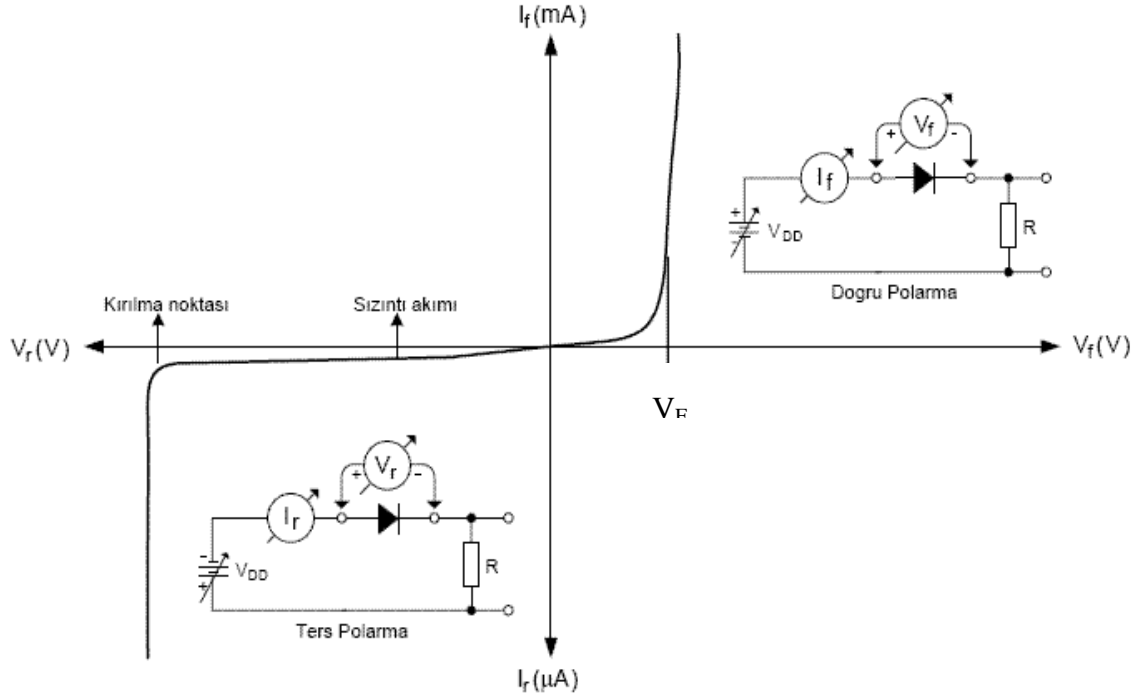 I_f(mA)
+ V_f -
I_f
+
-
V_DD
R
Dogru Polarma
Kırılma noktası
Sızıntı akımı
V_r(V)
V_f(V)
V_F
+ V_r -
I_r
-
+
V_DD
R
Ters Polarma
I_r(μA)